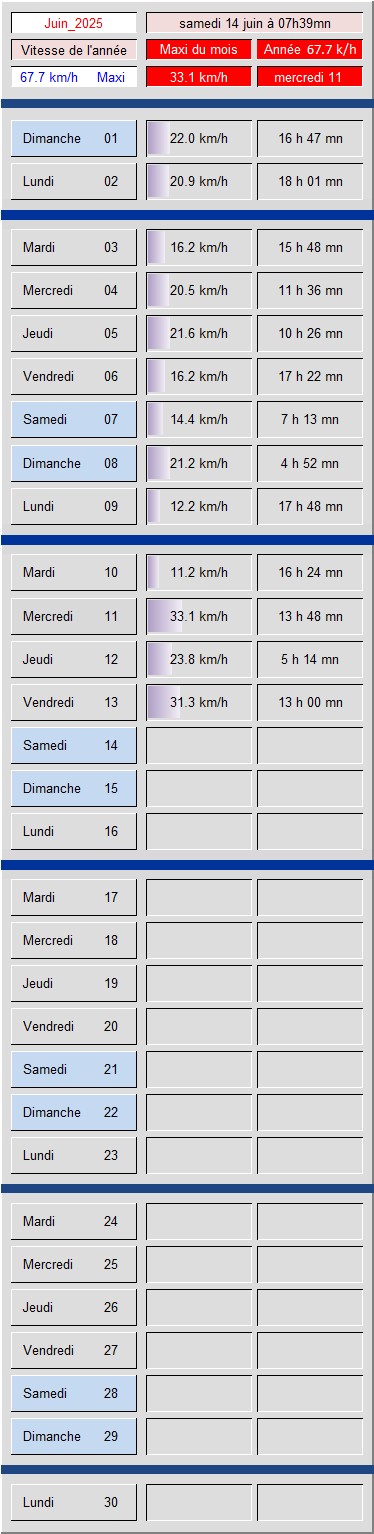 Juin_2025 samedi 14 juin à 07h39mn
Vitesse de l'année Maxi du mois Année 67.7 k/h
67.7 km/h Maxi 33.1 km/h mercredi 11
Dimanche 01 22.0 km/h 16 h 47 mn
Lundi 02 20.9 km/h 18 h 01 mn
Mardi 03 16.2 km/h 15 h 48 mn
Mercredi 04 20.5 km/h 11 h 36 mn
Jeudi 05 21.6 km/h 10 h 26 mn
Vendredi 06 16.2 km/h 17 h 22 mn
Samedi 07 14.4 km/h 7 h 13 mn
Dimanche 08 21.2 km/h 4 h 52 mn
Lundi 09 12.2 km/h 17 h 48 mn
Mardi 10 11.2 km/h 16 h 24 mn
Mercredi 11 33.1 km/h 13 h 48 mn
Jeudi 12 23.8 km/h 5 h 14 mn
Vendredi 13 31.3 km/h 13 h 00 mn
Samedi 14
Dimanche 15
Lundi 16
Mardi 17
Mercredi 18
Jeudi 19
Vendredi 20
Samedi 21
Dimanche 22
Lundi 23
Mardi 24
Mercredi 25
Jeudi 26
Vendredi 27
Samedi 28
Dimanche 29
Lundi 30